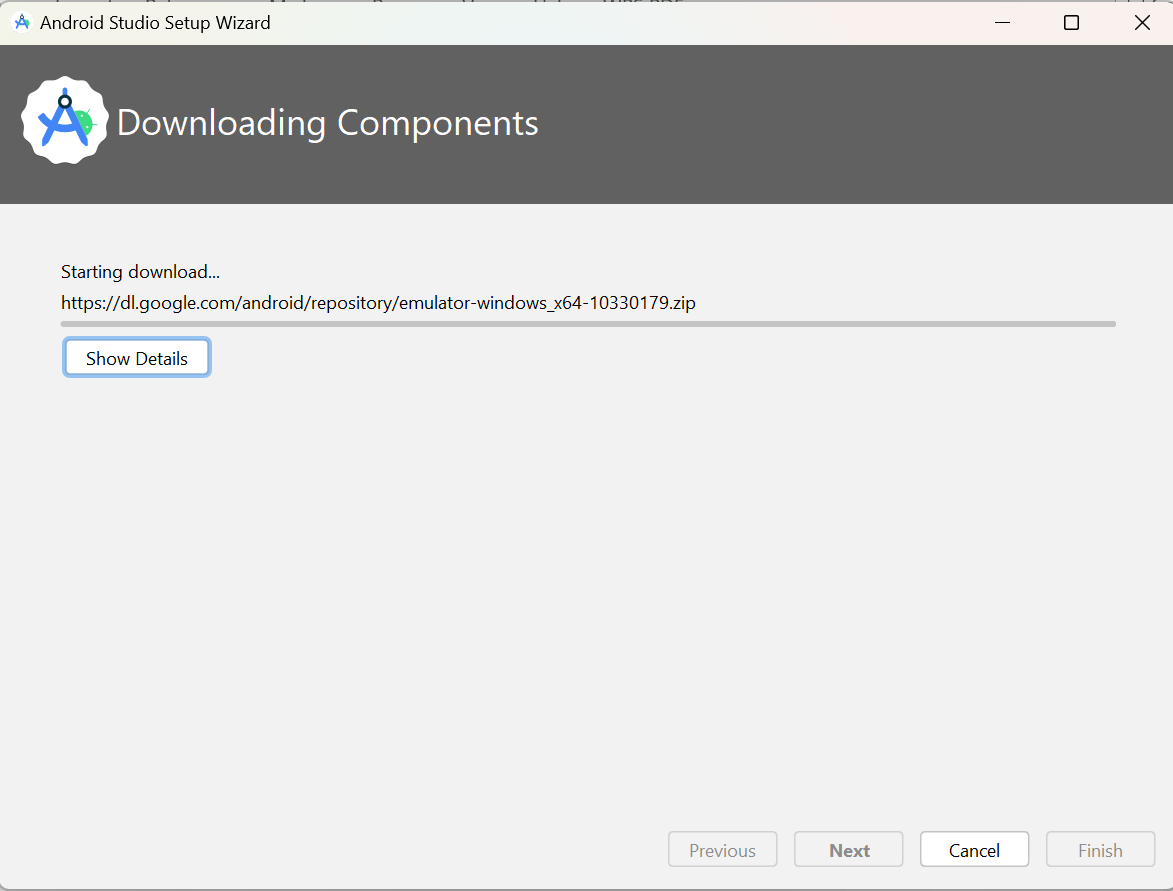 Android Studio Setup Wizard
Downloading Components
Starting download...
https://dl.google.com/android/repository/emulator-windows_x64-10330179.zip
Show Details
Previous Next Cancel Finish